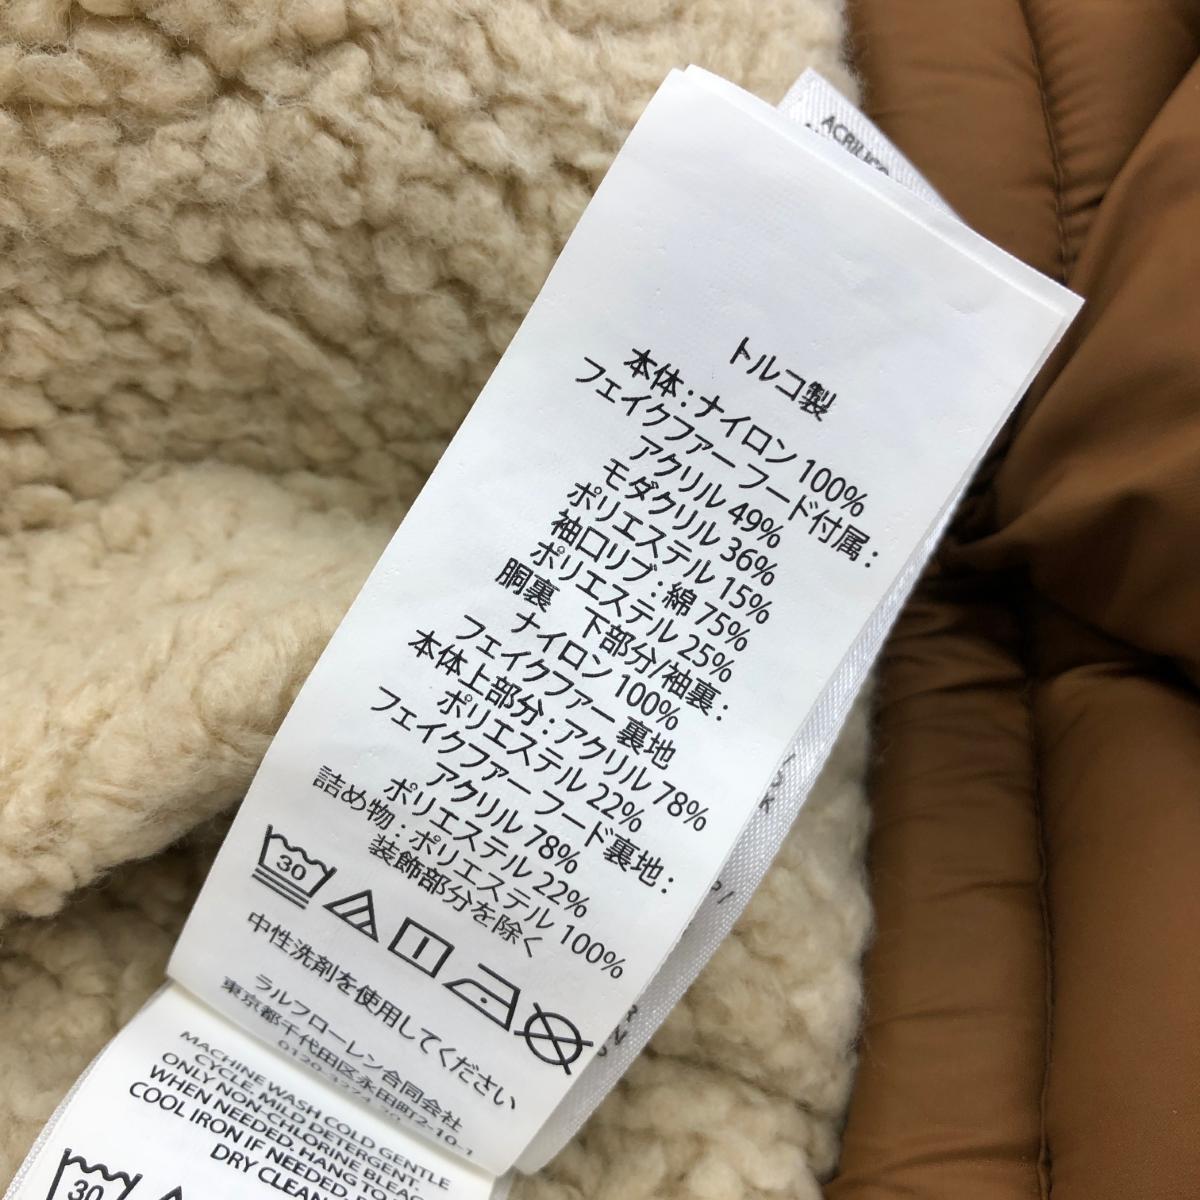 トルコ製
本体：ナイロン 100%
フェイクファーフード付属：
アクリル 49%
モダクリル 36%
ポリエステル 15%
袖口リブ：綿 75%
ポリエステル 25%
胴裏　下部分/袖裏：
ナイロン 100%
フェイクファー 裏地
本体上部分：アクリル 78%
ポリエステル 22%
フェイクファーフード裏地：
アクリル 78%
ポリエステル 22%
詰め物：ポリエステル 100%
装飾部分を除く
30
中性洗剤を使用してください
ラルフローレン合同会社
東京都千代田区永田町2-10-1
MACHINE WASH COLD GENTLE
CYCLE. MILD DETERGENT
ONLY NON-CHLORINE BLEACH
WHEN NEEDED. HANG TO
COOL IRON IF NEEDED.
DRY CLEAN
30
ACRILICO